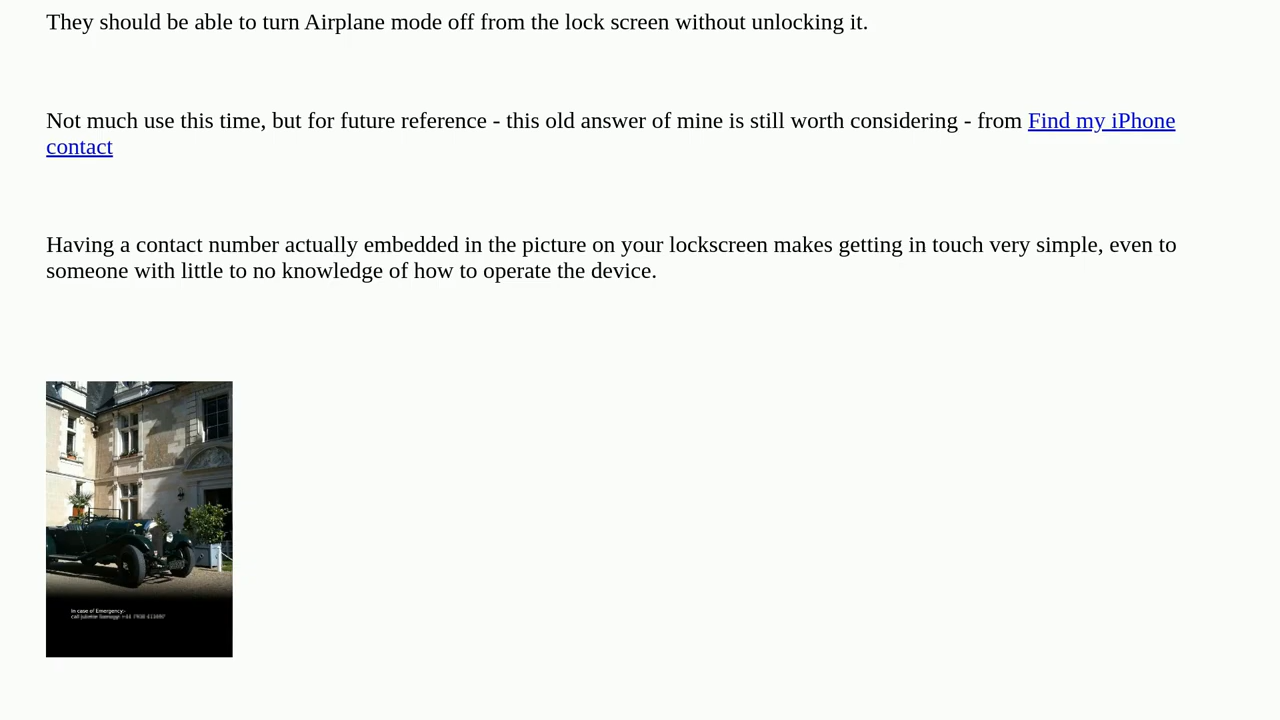 They should be able to turn Airplane mode off from the lock screen without unlocking it.
Not much use this time, but for future reference - this old answer of mine is still worth considering - from Find my iPhone
contact
Having a contact number actually embedded in the picture on your lockscreen makes getting in touch very simple, even to
someone with little to no knowledge of how to operate the device.
In case of Emergency:-
call